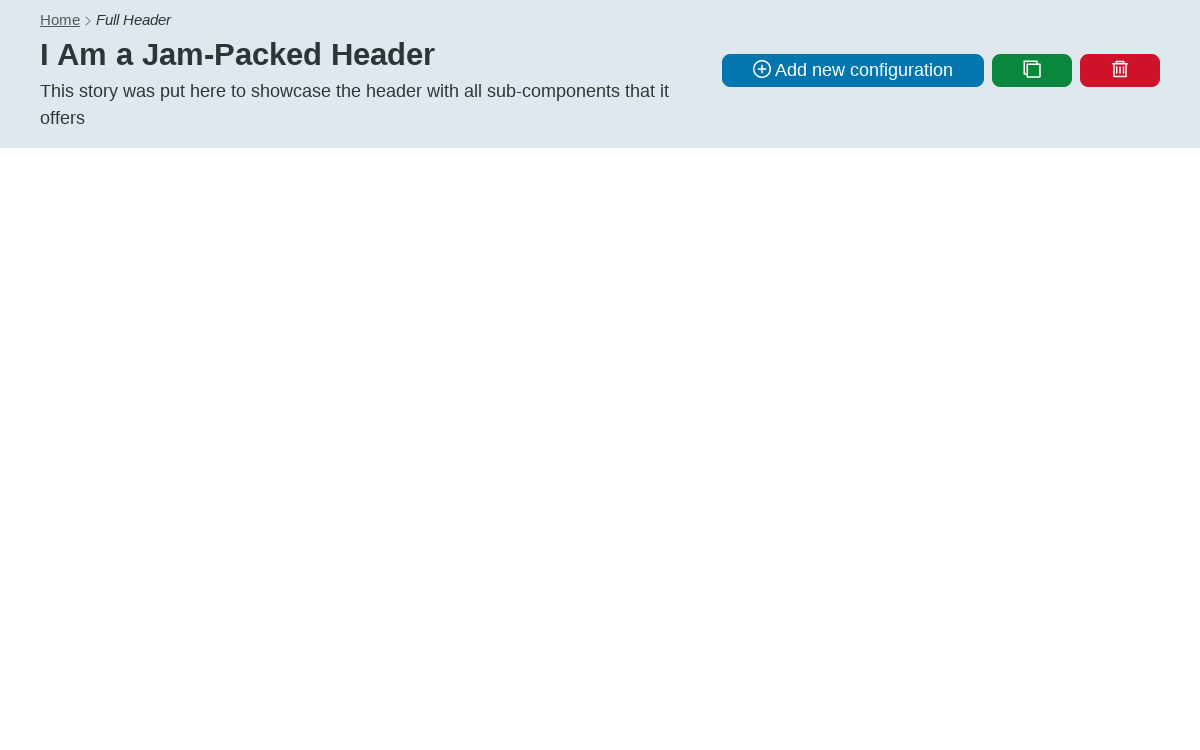 Home
Full Header
I Am a Jam-Packed Header
This story was put here to showcase the header with all sub-components that it
offers
Add new configuration